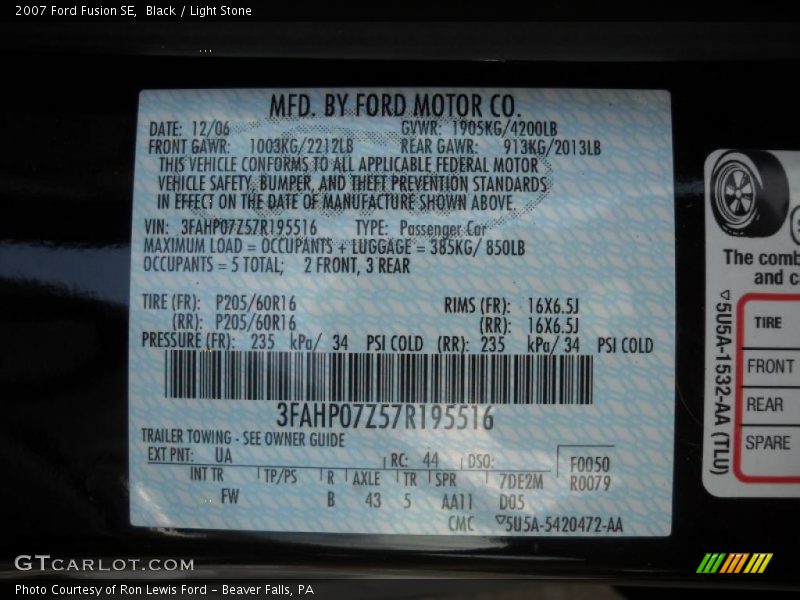 2007 Ford Fusion SE,  Black / Light Stone
MFD. BY FORD MOTOR CO.
DATE: 12/06 GVWR: 1905KG/4200LB
FRONT GAWR: 1003KG/2212LB REAR GAWR: 913KG/2013LB
THIS VEHICLE CONFORMS TO ALL APPLICABLE FEDERAL MOTOR
VEHICLE SAFETY, BUMPER, AND THEFT PREVENTION STANDARDS
IN EFFECT ON THE DATE OF MANUFACTURE SHOWN ABOVE.
VIN: 3FAHP07Z57R195516 TYPE: Passenger Car
MAXIMUM LOAD = OCCUPANTS + LUGGAGE = 385KG/ 850LB
OCCUPANTS = 5 TOTAL; 2 FRONT, 3 REAR
TIRE (FR): P205/60R16 RIMS (FR): 16X6.5J
(RR): P205/60R16 (RR): 16X6.5J
PRESSURE (FR): 235 kPa/ 34 PSI COLD (RR): 235 kPa/ 34 PSI COLD
3FAHP07Z57R195516
TRAILER TOWING - SEE OWNER GUIDE
EXT PNT: UA RC: 44 DSO: F0050
INT TR TP/PS R AXLE TR SPR 7DE2M R0079
FW B 43 5 AA11 D05
CMC ▽5U5A-5420472-AA
The comb
and c
▽5U5A-1532-AA (TLU)
TIRE
FRONT
REAR
SPARE
GTCARLOT.COM
Photo Courtesy of Ron Lewis Ford - Beaver Falls, PA